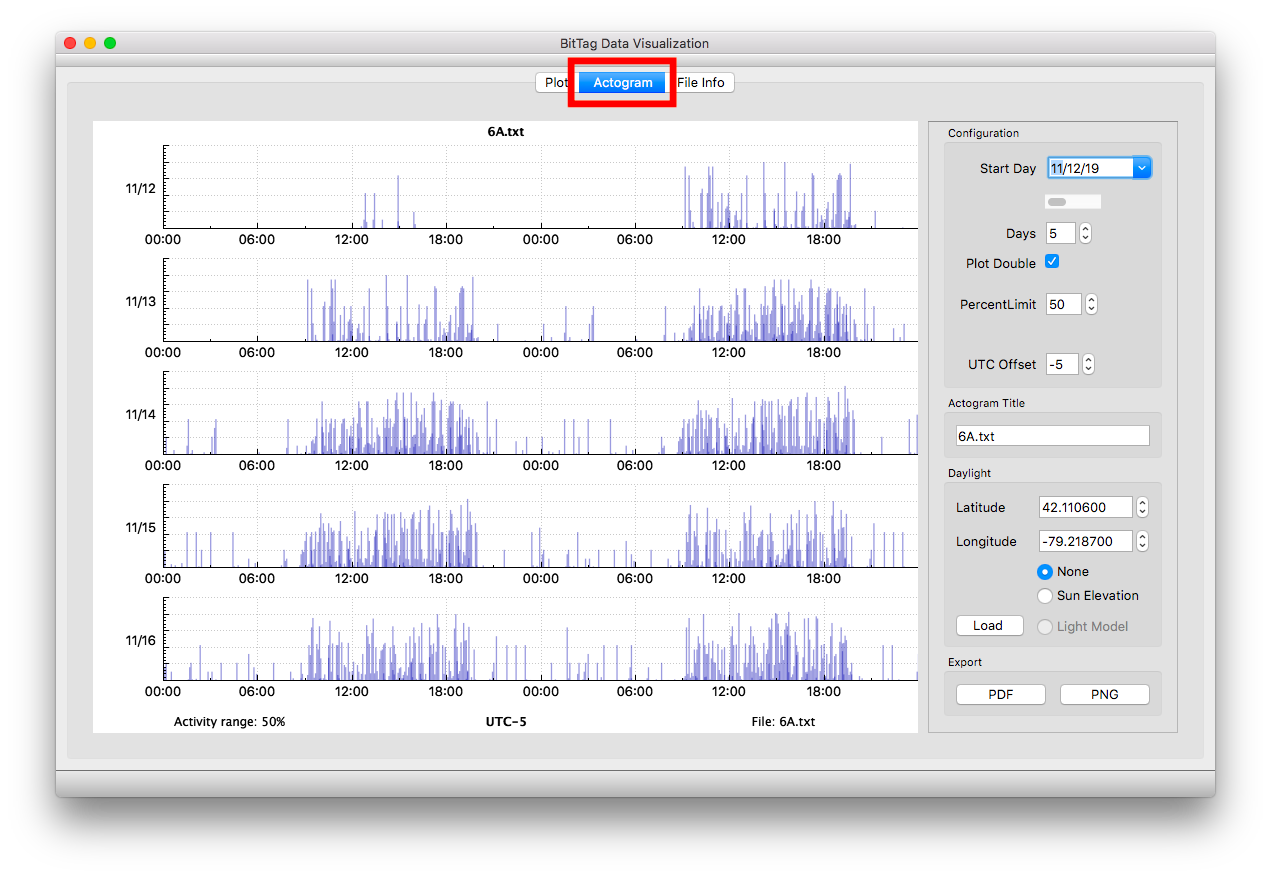 BitTag Data Visualization
Plot Actogram File Info
6A.txt
11/12
00:00 06:00 12:00 18:00 00:00 06:00 12:00 18:00
11/13
00:00 06:00 12:00 18:00 00:00 06:00 12:00 18:00
11/14
00:00 06:00 12:00 18:00 00:00 06:00 12:00 18:00
11/15
00:00 06:00 12:00 18:00 00:00 06:00 12:00 18:00
11/16
00:00 06:00 12:00 18:00 00:00 06:00 12:00 18:00
Activity range: 50% UTC-5 File: 6A.txt
Configuration
Start Day 11/12/19
Days 5
Plot Double
PercentLimit 50
UTC Offset -5
Actogram Title
6A.txt
Daylight
Latitude 42.110600
Longitude -79.218700
None
Sun Elevation
Load Light Model
Export
PDF PNG